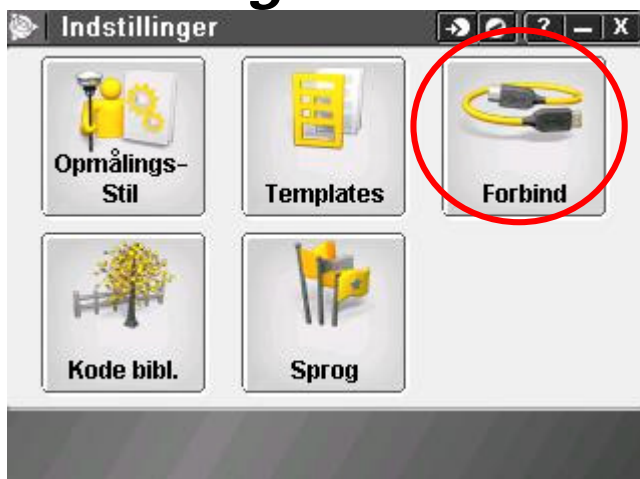 Indstillinger
? – X
Opmålings-
Stil
Templates
Forbind
Kode bibl.
Sprog